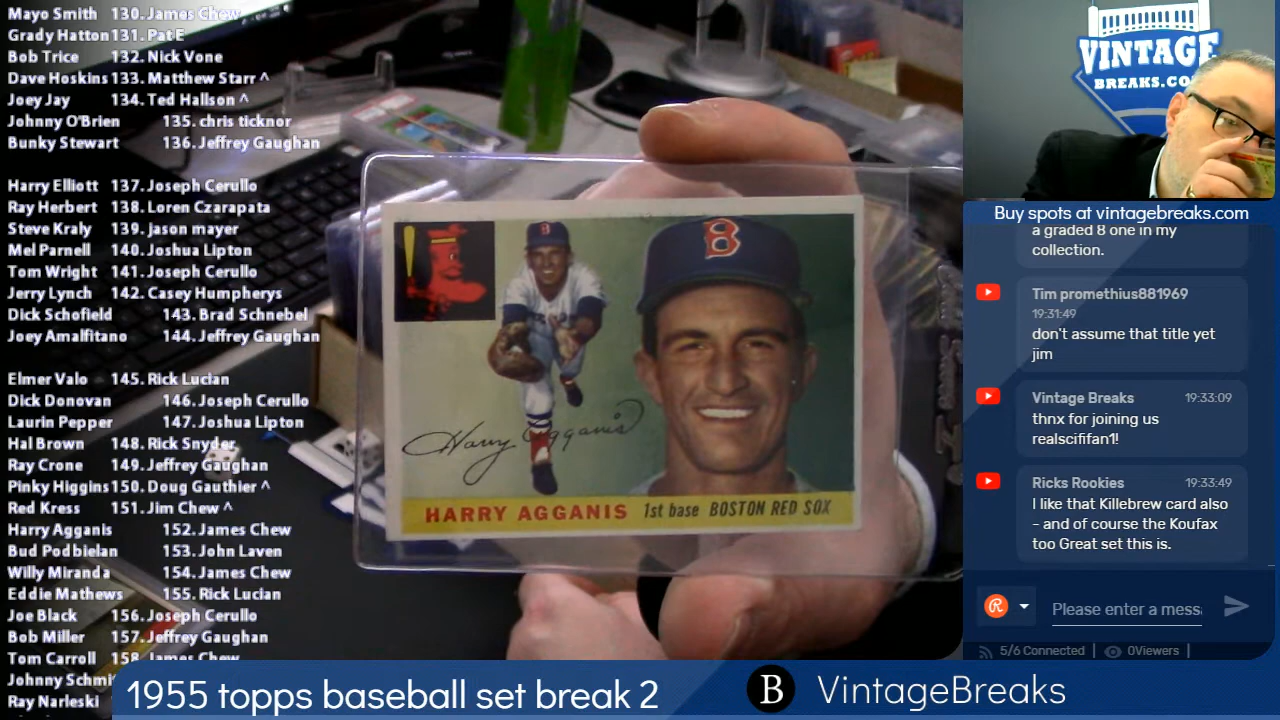 Mayo Smith 130. James Chew
Grady Hatton 131. Pat E
Bob Trice 132. Nick Vone
Dave Hoskins 133. Matthew Starr ^
Joey Jay 134. Ted Hallson ^
Johnny O'Brien 135. chris ticknor
Bunky Stewart 136. Jeffrey Gaughan
Harry Elliott 137. Joseph Cerullo
Ray Herbert 138. Loren Czarapata
Steve Kraly 139. jason mayer
Mel Parnell 140. Joshua Lipton
Tom Wright 141. Joseph Cerullo
Jerry Lynch 142. Casey Humpherys
Dick Schofield 143. Brad Schnebel
Joey Amalfitano 144. Jeffrey Gaughan
Elmer Valo 145. Rick Lucian
Dick Donovan 146. Joseph Cerullo
Laurin Pepper 147. Joshua Lipton
Hal Brown 148. Rick Snyder
Ray Crone 149. Jeffrey Gaughan
Pinky Higgins 150. Doug Gauthier ^
Red Kress 151. Jim Chew ^
Harry Agganis 152. James Chew
Bud Podbielan 153. John Laven
Willy Miranda 154. James Chew
Eddie Mathews 155. Rick Lucian
Joe Black 156. Joseph Cerullo
Bob Miller 157. Jeffrey Gaughan
Tom Carroll 158. James Chew
Johnny Schmi
Ray Narleski
B
B
Harry Agganis
HARRY AGGANIS 1st base BOSTON RED SOX
VINTAGE
BREAKS.CO
Buy spots at vintagebreaks.com
a graded 8 one in my
collection.
Tim promethius881969
19:31:49
don't assume that title yet
jim
Vintage Breaks 19:33:09
thnx for joining us
realscififan1!
Ricks Rookies 19:33:49
I like that Killebrew card also
- and of course the Koufax
too Great set this is.
Please enter a messa
5/6 Connected | 0Viewers |
1955 topps baseball set break 2
B VintageBreaks